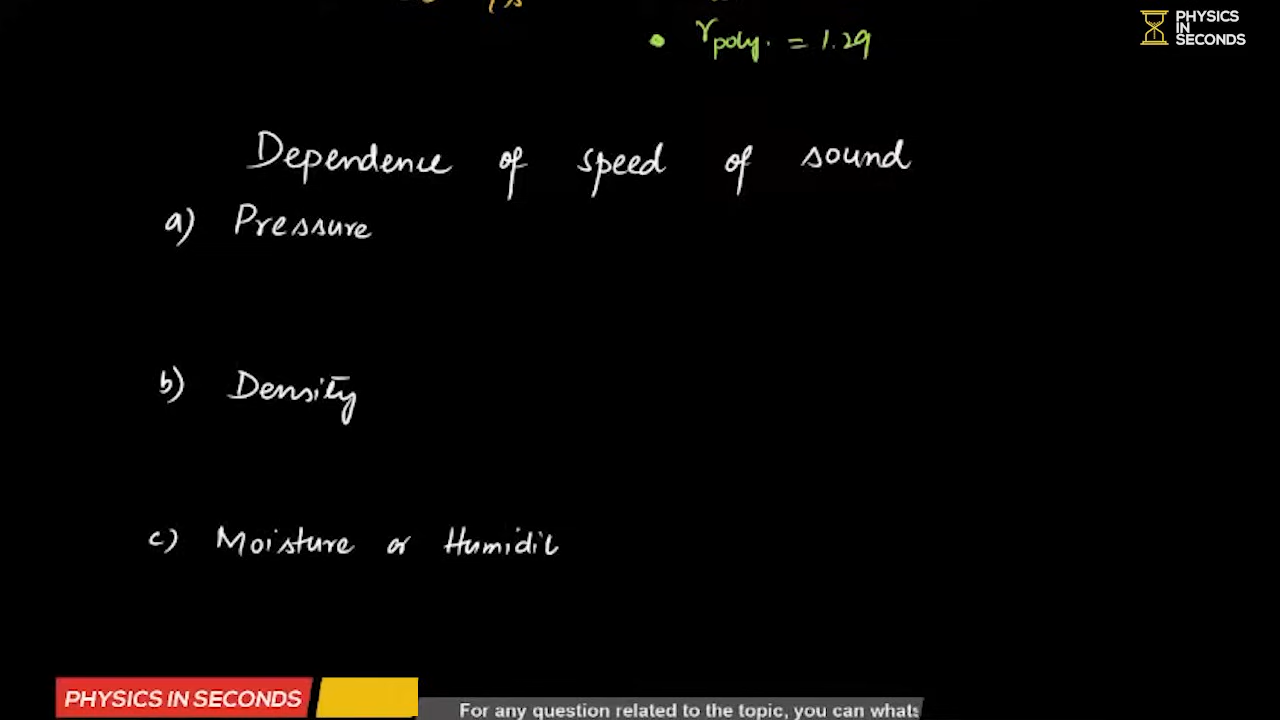 γpoly. = 1.29
PHYSICS
IN
SECONDS
Dependence of speed of sound
a) Pressure
b) Density
c) Moisture or Humidit
PHYSICS IN SECONDS
For any question related to the topic, you can whats